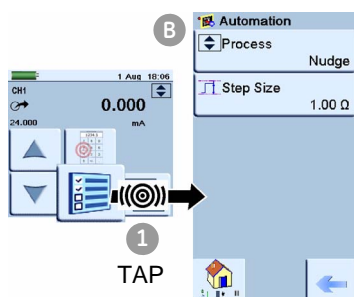 B
Automation
Process
Nudge
Step Size
1.00 Ω
1 Aug 18:06
CH1
0.000
24.000
mA
1
TAP